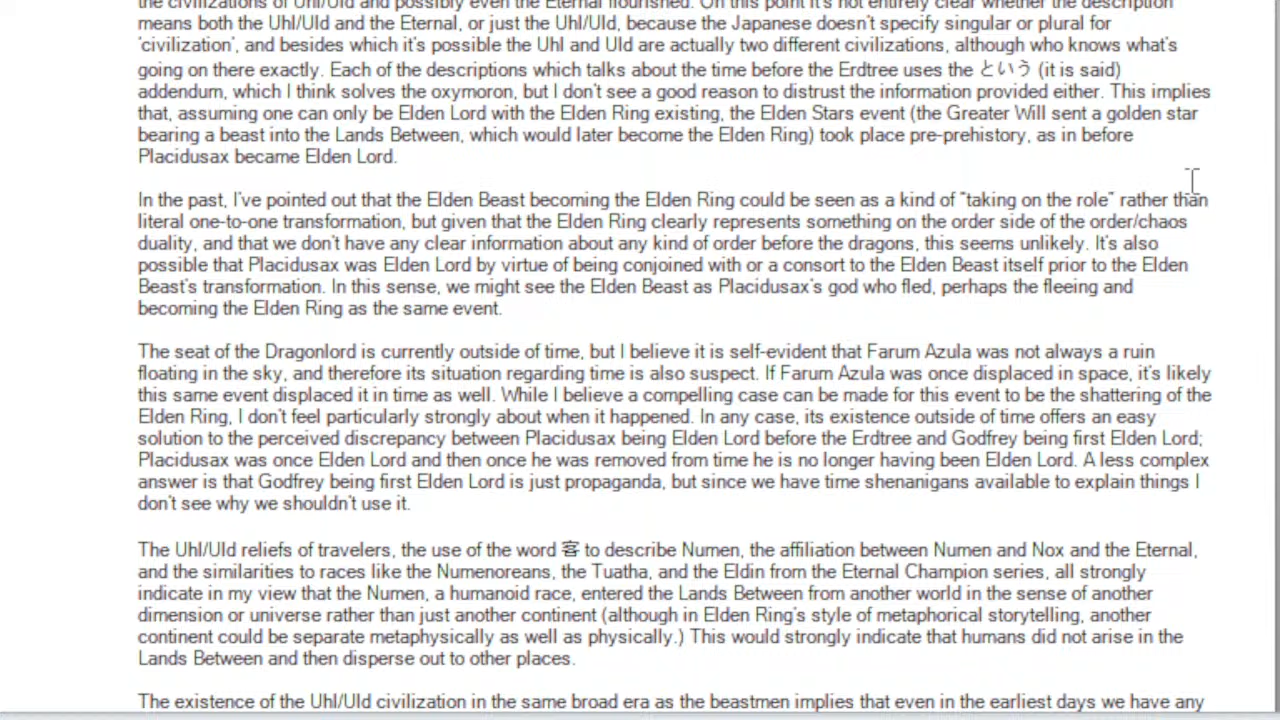 the civilizations of Uhl/Uld and possibly even the Eternal flourished. On this point it's not entirely clear whether the description
means both the Uhl/Uld and the Eternal, or just the Uhl/Uld, because the Japanese doesn't specify singular or plural for
'civilization', and besides which it's possible the Uhl and Uld are actually two different civilizations, although who knows what's
going on there exactly. Each of the descriptions which talks about the time before the Erdtree uses the という (it is said)
addendum, which I think solves the oxymoron, but I don't see a good reason to distrust the information provided either. This implies
that, assuming one can only be Elden Lord with the Elden Ring existing, the Elden Stars event (the Greater Will sent a golden star
bearing a beast into the Lands Between, which would later become the Elden Ring) took place pre-prehistory, as in before
Placidusax became Elden Lord.
In the past, I've pointed out that the Elden Beast becoming the Elden Ring could be seen as a kind of "taking on the role" rather than
literal one-to-one transformation, but given that the Elden Ring clearly represents something on the order side of the order/chaos
duality, and that we don't have any clear information about any kind of order before the dragons, this seems unlikely. It's also
possible that Placidusax was Elden Lord by virtue of being conjoined with or a consort to the Elden Beast itself prior to the Elden
Beast's transformation. In this sense, we might see the Elden Beast as Placidusax's god who fled, perhaps the fleeing and
becoming the Elden Ring as the same event.
The seat of the Dragonlord is currently outside of time, but I believe it is self-evident that Farum Azula was not always a ruin
floating in the sky, and therefore its situation regarding time is also suspect. If Farum Azula was once displaced in space, it's likely
this same event displaced it in time as well. While I believe a compelling case can be made for this event to be the shattering of the
Elden Ring, I don't feel particularly strongly about when it happened. In any case, its existence outside of time offers an easy
solution to the perceived discrepancy between Placidusax being Elden Lord before the Erdtree and Godfrey being first Elden Lord;
Placidusax was once Elden Lord and then once he was removed from time he is no longer having been Elden Lord. A less complex
answer is that Godfrey being first Elden Lord is just propaganda, but since we have time shenanigans available to explain things I
don't see why we shouldn't use it.
The Uhl/Uld reliefs of travelers, the use of the word 客 to describe Numen, the affiliation between Numen and Nox and the Eternal,
and the similarities to races like the Numenoreans, the Tuatha, and the Eldin from the Eternal Champion series, all strongly
indicate in my view that the Numen, a humanoid race, entered the Lands Between from another world in the sense of another
dimension or universe rather than just another continent (although in Elden Ring's style of metaphorical storytelling, another
continent could be separate metaphysically as well as physically.) This would strongly indicate that humans did not arise in the
Lands Between and then disperse out to other places.
The existence of the Uhl/Uld civilization in the same broad era as the beastmen implies that even in the earliest days we have any